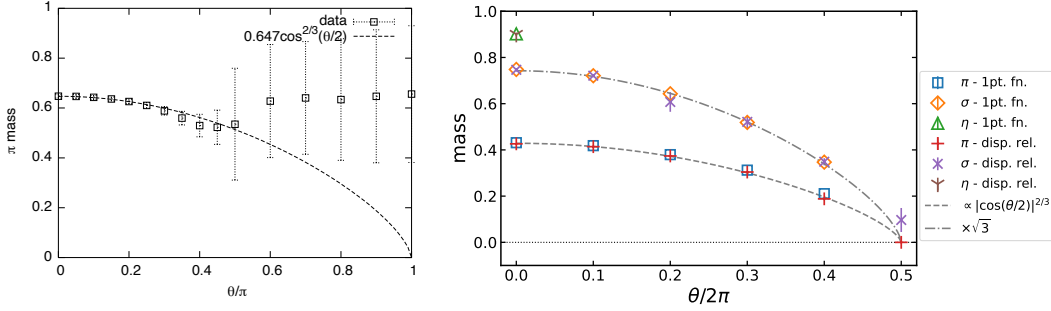 data
0.647cos^{2/3}(θ/2)
1
0.8
0.6
0.4
0.2
0
π mass
0
0.2
0.4
0.6
0.8
1
θ/π
1.0
0.8
0.6
0.4
0.2
0.0
mass
0.0
0.1
0.2
0.3
0.4
0.5
θ/2π
π - 1pt. fn.
σ - 1pt. fn.
η - 1pt. fn.
π - disp. rel.
σ - disp. rel.
η - disp. rel.
∝|cos(θ/2)|^{2/3}
×√3